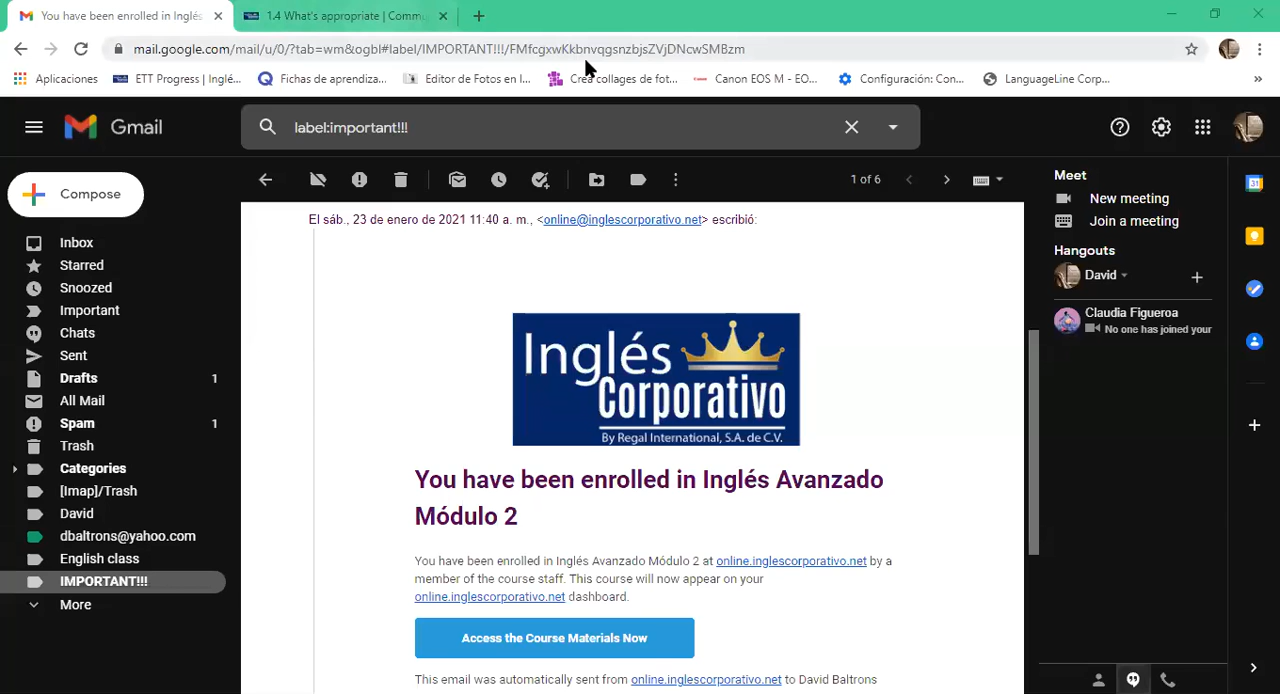 You have been enrolled in Inglés
1.4 What's appropriate | Commu
mail.google.com/mail/u/0/?tab=wm&ogbl#label/IMPORTANT!!!/FMfcgxwKkbnvqgsnzbjsZVjDNcwSMBzm
Aplicaciones
ETT Progress | Inglé...
Fichas de aprendiza...
Editor de Fotos en l...
Crea collages de fot...
Canon EOS M - EO...
Configuración: Con...
LanguageLine Corp...
»
Gmail
label:important!!!
Compose
1 of 6
Inbox
Starred
Snoozed
Important
Chats
Sent
Drafts 1
All Mail
Spam 1
Trash
Categories
[Imap]/Trash
David
dbaltrons@yahoo.com
English class
IMPORTANT!!!
More
El sáb., 23 de enero de 2021 11:40 a. m., <online@inglescorporativo.net> escribió:
Inglés
Corporativo
By Regal International, S.A. de C.V.
You have been enrolled in Inglés Avanzado
Módulo 2
You have been enrolled in Inglés Avanzado Módulo 2 at online.inglescorporativo.net by a
member of the course staff. This course will now appear on your
online.inglescorporativo.net dashboard.
Access the Course Materials Now
This email was automatically sent from online.inglescorporativo.net to David Baltrons
Meet
New meeting
Join a meeting
Hangouts
David
Claudia Figueroa
No one has joined your
31